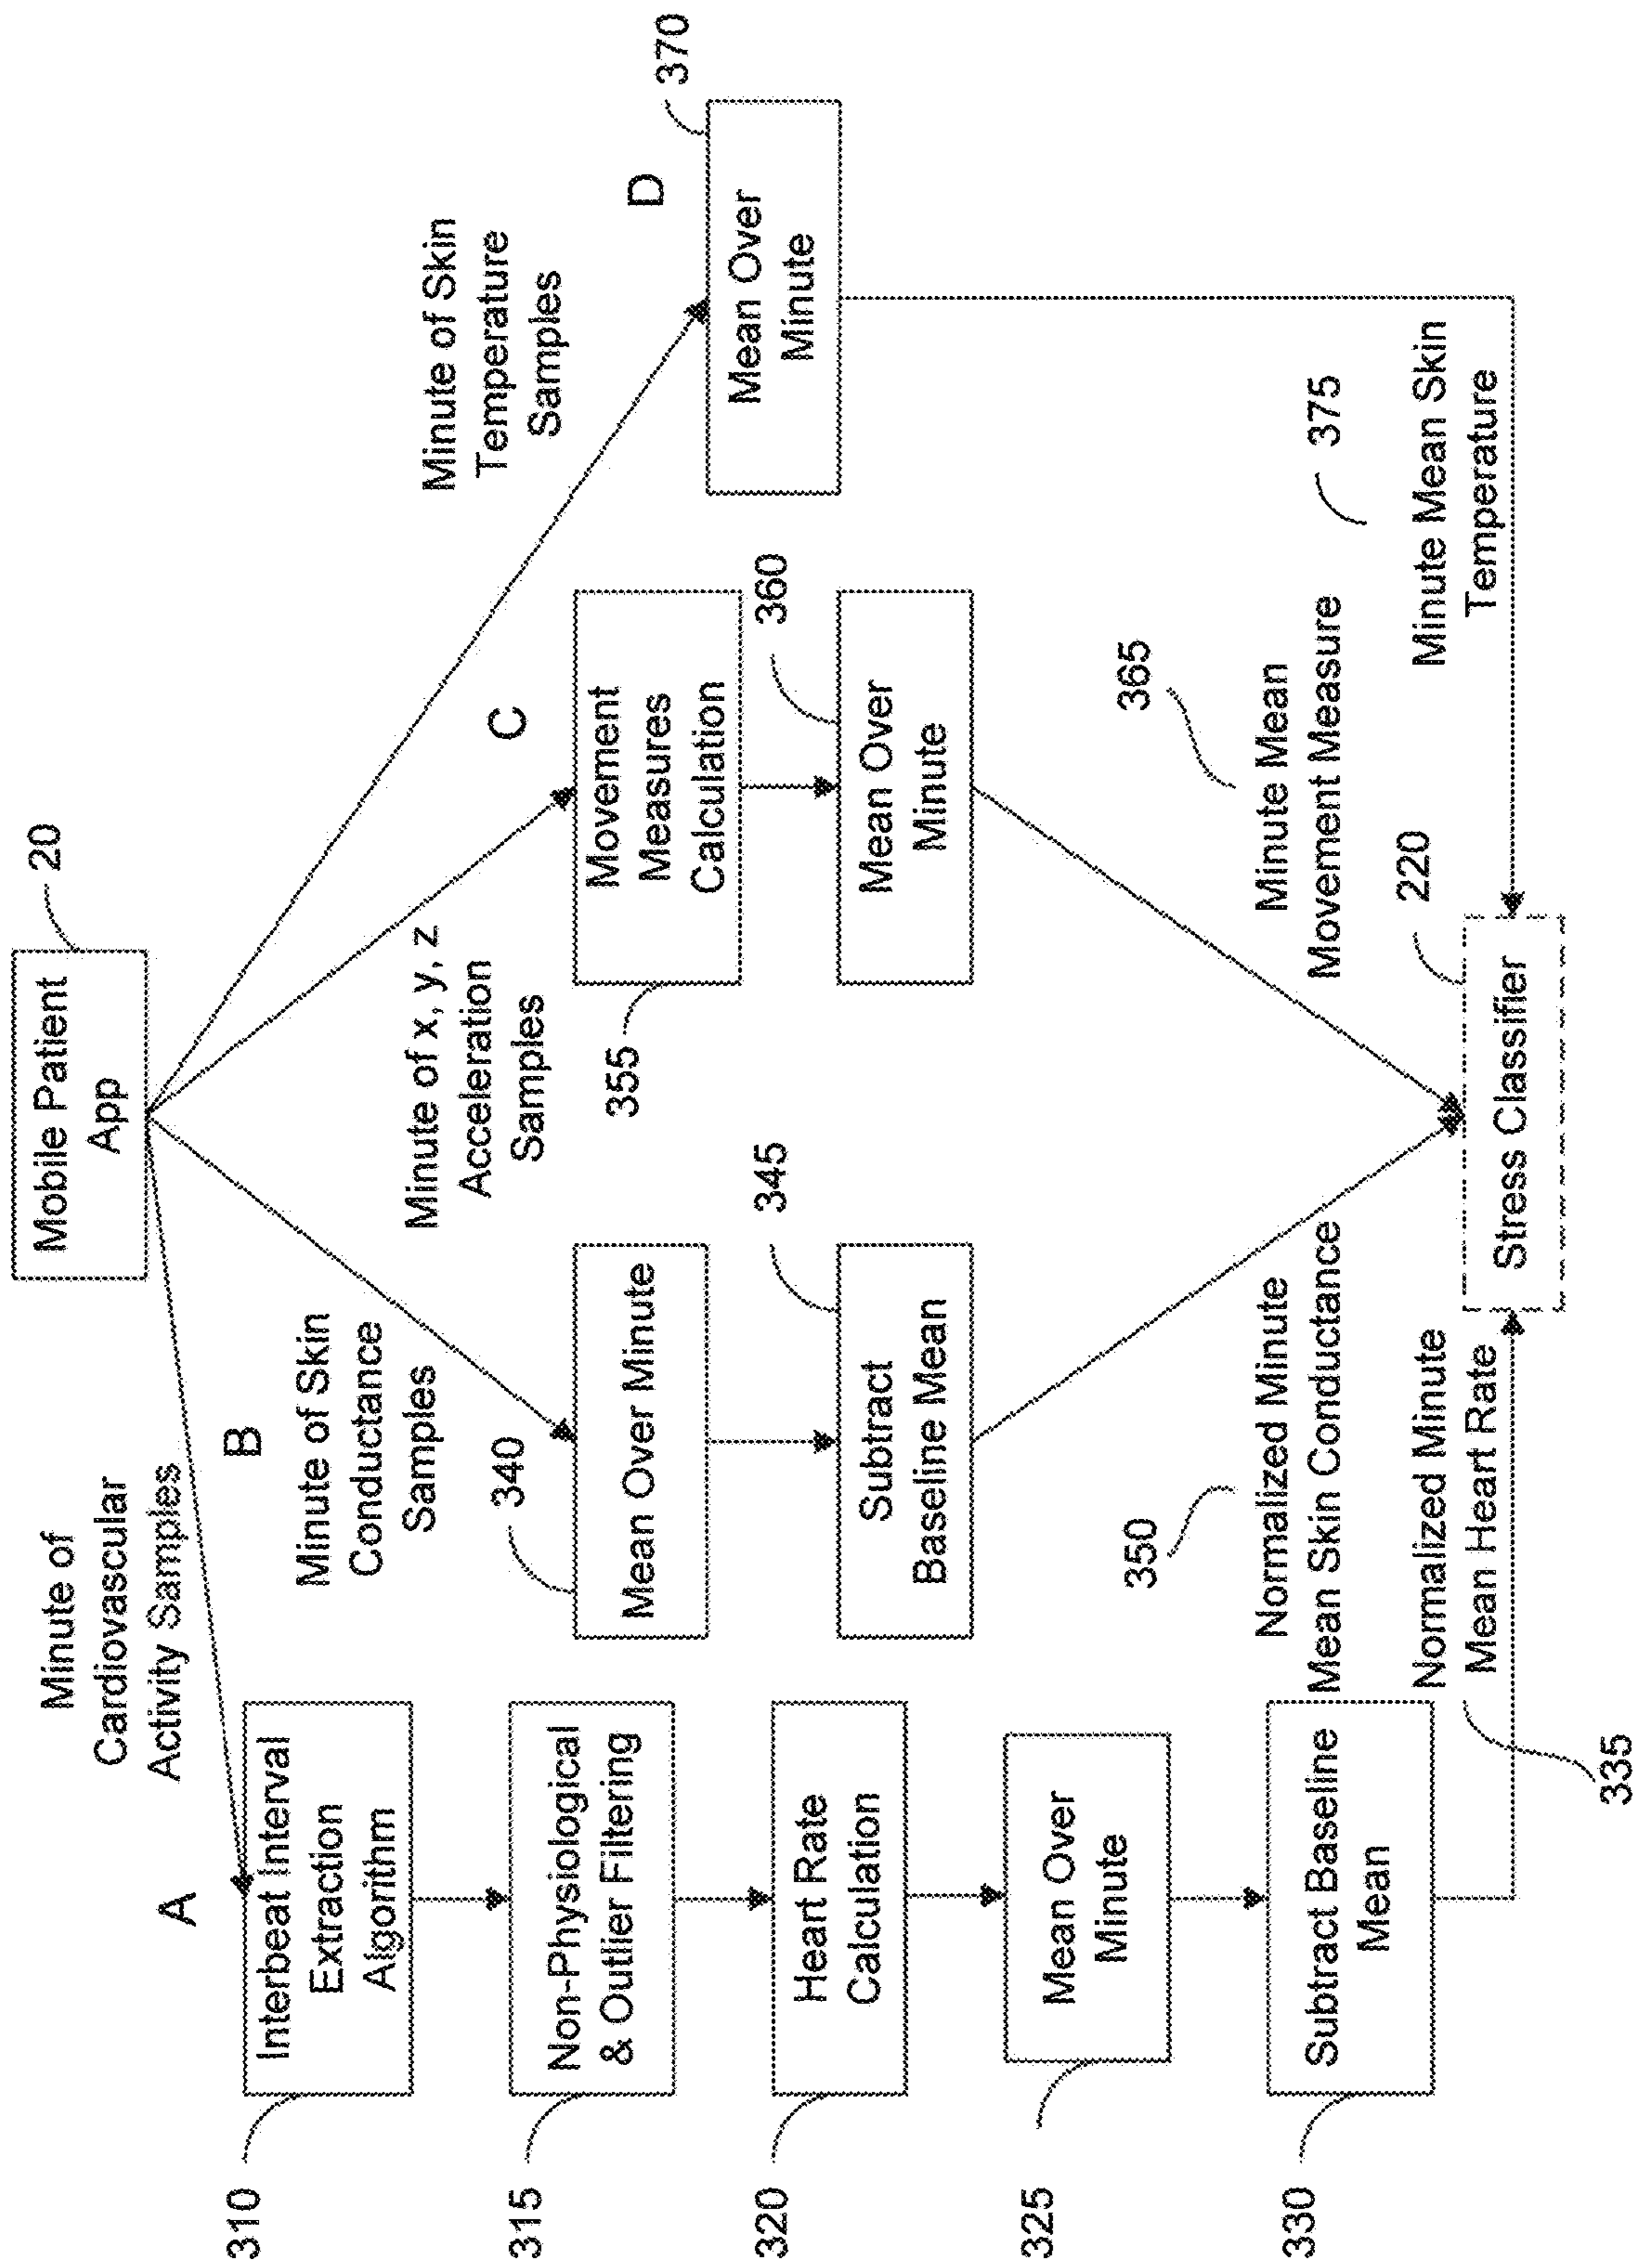 Mobile Patient
App
20
Minute of
Cardiovascular
Activity Samples
A
310
Interbeat Interval
Extraction
Algorithm
315
Non-Physiological
& Outlier Filtering
320
Heart Rate
Calculation
325
Mean Over
Minute
330
Subtract Baseline
Mean
Normalized Minute
Mean Heart Rate
335
B
Minute of Skin
Conductance
Samples
340
Mean Over Minute
345
Subtract
Baseline Mean
350
Normalized Minute
Mean Skin Conductance
Minute of x, y, z
Acceleration
Samples
C
355
Movement
Measures
Calculation
360
Mean Over
Minute
365
Minute Mean
Movement Measure
Minute of Skin
Temperature
Samples
D
370
Mean Over
Minute
375
Minute Mean Skin
Temperature
220
Stress Classifier